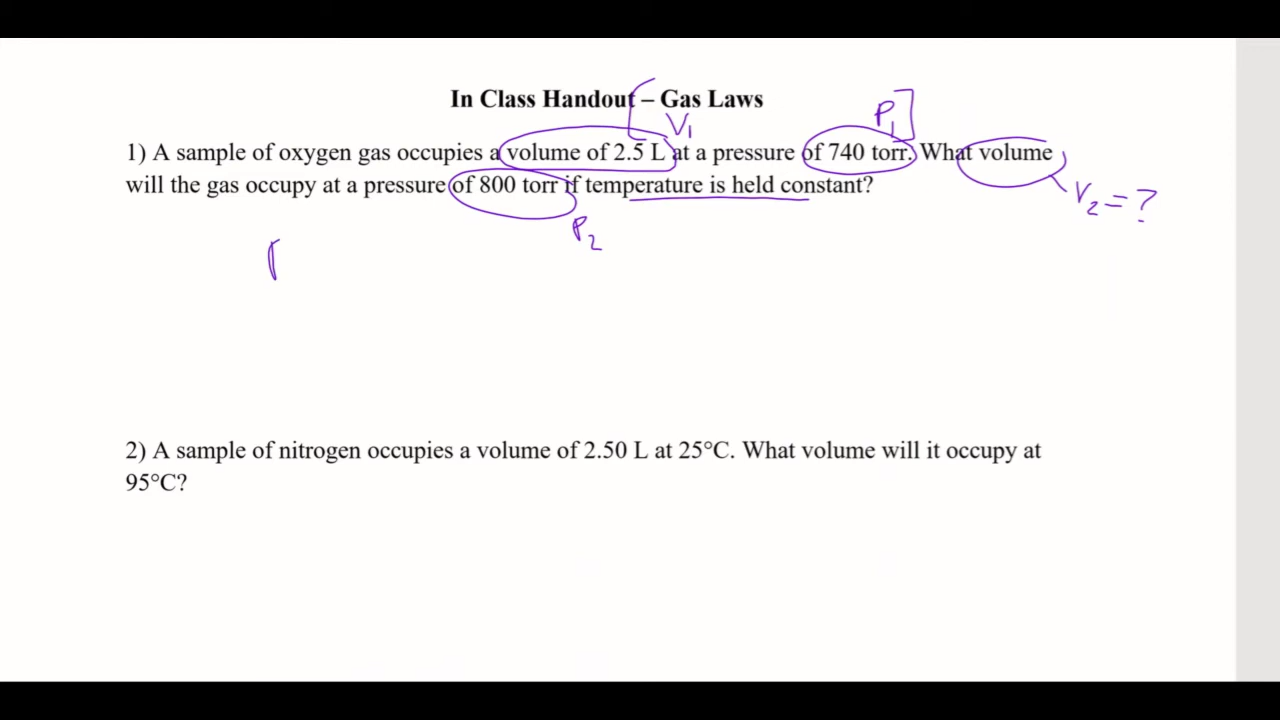 In Class Handout – Gas Laws
V₁
P₁
1) A sample of oxygen gas occupies a volume of 2.5 L at a pressure of 740 torr. What volume
will the gas occupy at a pressure of 800 torr if temperature is held constant?
V₂ = ?
P₂
2) A sample of nitrogen occupies a volume of 2.50 L at 25°C. What volume will it occupy at
95°C?